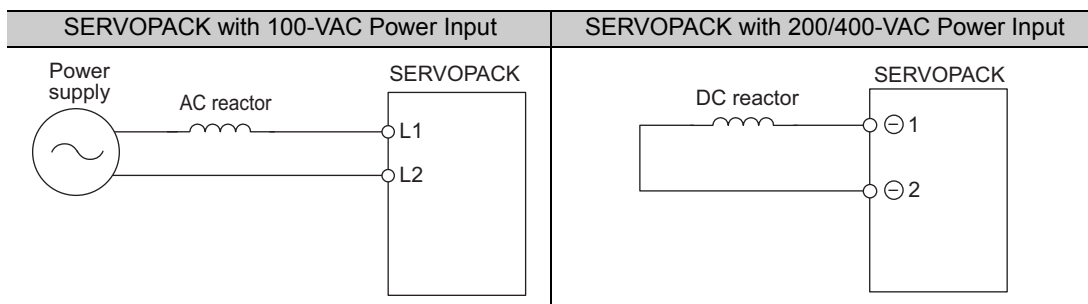 SERVOPACK with 100-VAC Power Input
SERVOPACK with 200/400-VAC Power Input
Power
supply
AC reactor
SERVOPACK
L1
L2
DC reactor
SERVOPACK
⊖ 1
⊖ 2